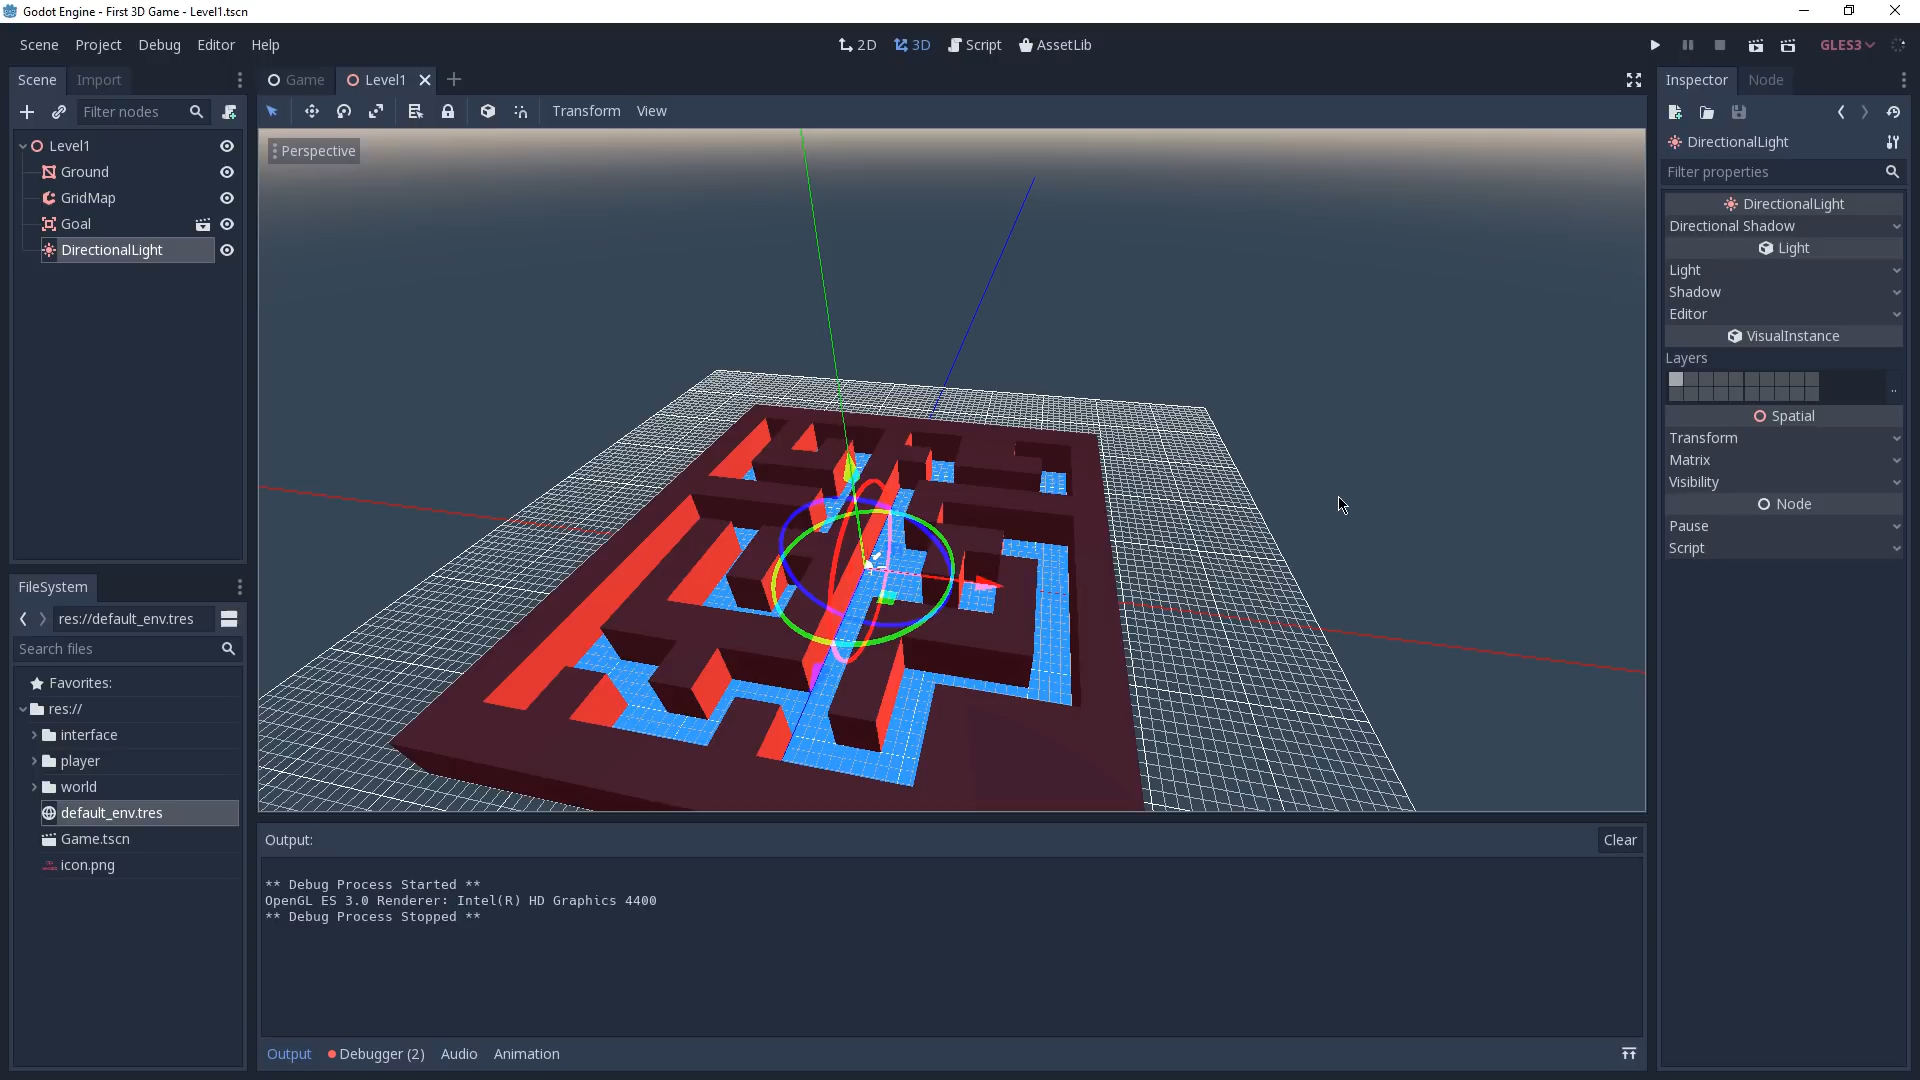 Godot Engine - First 3D Game - Level1.tscn
Scene Project Debug Editor Help
2D 3D Script AssetLib
GLES3
Scene Import
Filter nodes
Level1
Ground
GridMap
Goal
DirectionalLight
FileSystem
res://default_env.tres
Search files
Favorites:
res://
interface
player
world
default_env.tres
Game.tscn
icon.png
Game Level1
Transform View
Perspective
Output:
Clear
** Debug Process Started **
OpenGL ES 3.0 Renderer: Intel(R) HD Graphics 4400
** Debug Process Stopped **
Output Debugger (2) Audio Animation
Inspector Node
DirectionalLight
Filter properties
DirectionalLight
Directional Shadow
Light
Light
Shadow
Editor
VisualInstance
Layers
..
Spatial
Transform
Matrix
Visibility
Node
Pause
Script